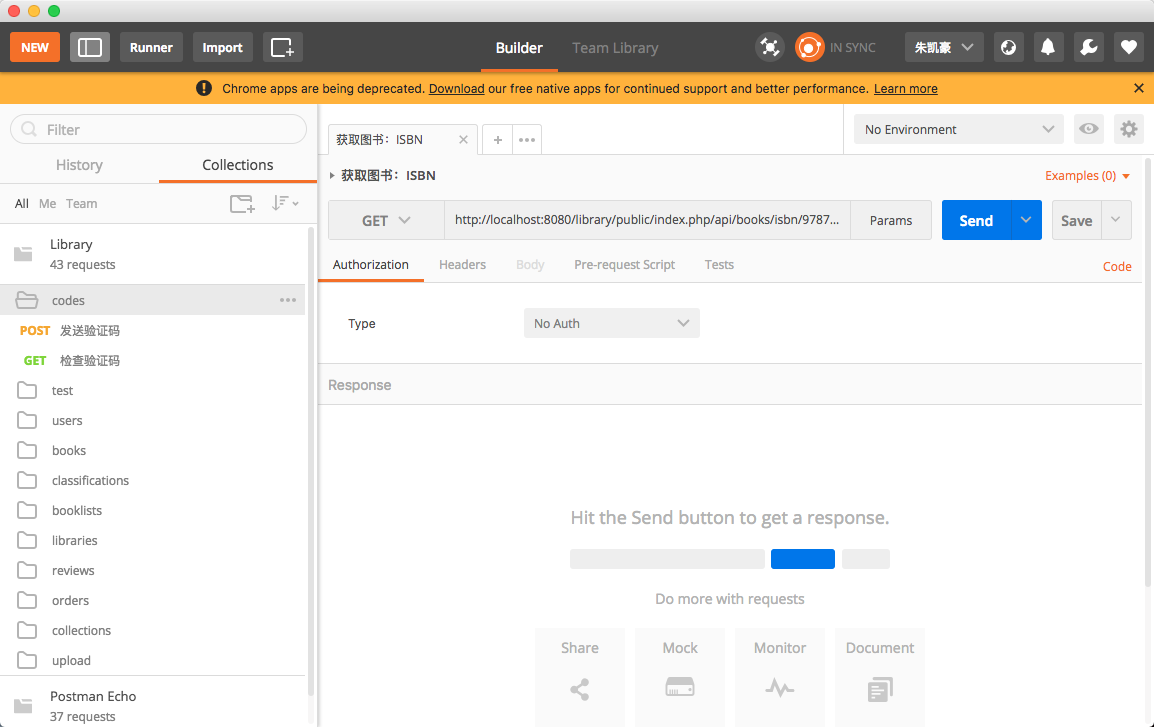 NEW Runner Import Builder Team Library IN SYNC 朱凯豪
Chrome apps are being deprecated. Download our free native apps for continued support and better performance. Learn more
Filter
History Collections
All Me Team
Library
43 requests
codes
POST 发送验证码
GET 检查验证码
test
users
books
classifications
booklists
libraries
reviews
orders
collections
upload
Postman Echo
37 requests
获取图书：ISBN
No Environment
获取图书：ISBN
Examples (0)
GET http://localhost:8080/library/public/index.php/api/books/isbn/9787... Params Send Save
Authorization Headers Body Pre-request Script Tests Code
Type No Auth
Response
Hit the Send button to get a response.
Do more with requests
Share Mock Monitor Document